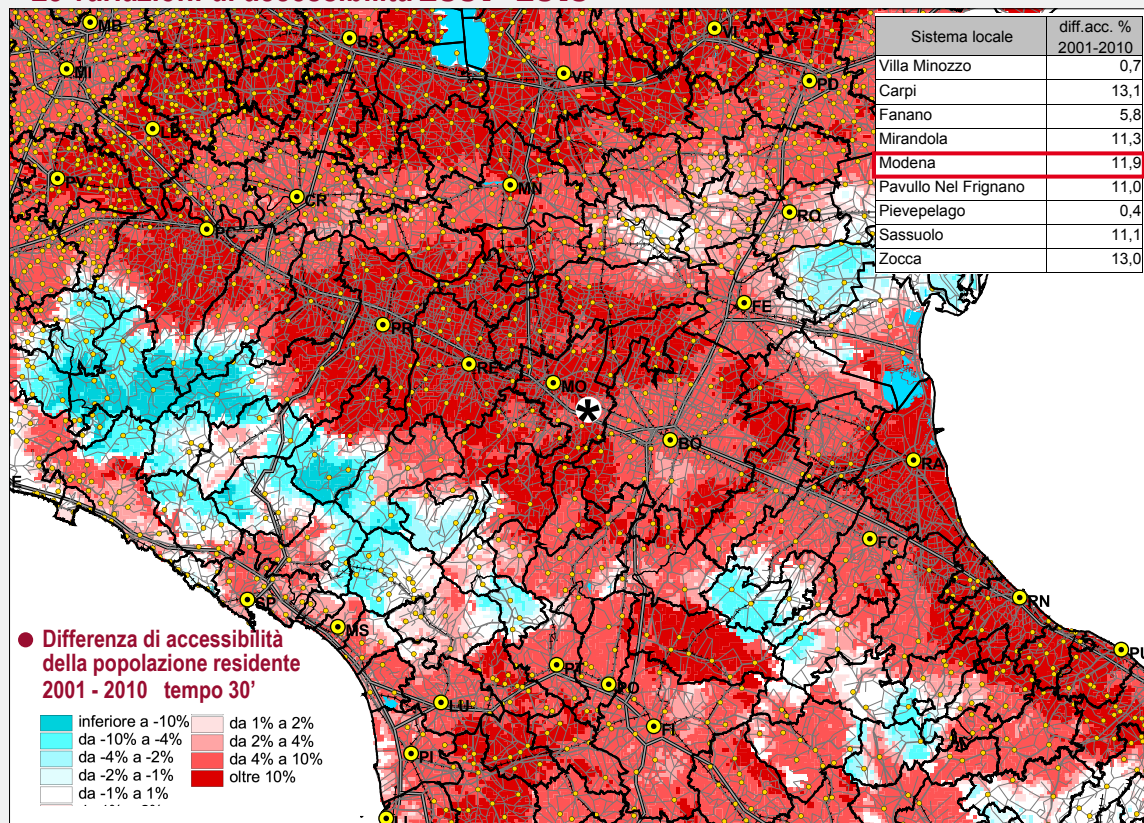 MB
BS
VI
MI
VR
PD
LO
PV
MN
CR
RO
PC
FE
PR
RE
MO
*
BO
RA
FC
SP
RN
MS
PU
PT
PO
LU
FI
PI
LI
Sistema locale diff.acc. % 2001-2010
Villa Minozzo 0,7
Carpi 13,1
Fanano 5,8
Mirandola 11,3
Modena 11,9
Pavullo Nel Frignano 11,0
Pievepelago 0,4
Sassuolo 11,1
Zocca 13,0
Differenza di accessibilità
della popolazione residente
2001 - 2010 tempo 30’
inferiore a -10%
da -10% a -4%
da -4% a -2%
da -2% a -1%
da -1% a 1%
da 1% a 2%
da 2% a 4%
da 4% a 10%
oltre 10%